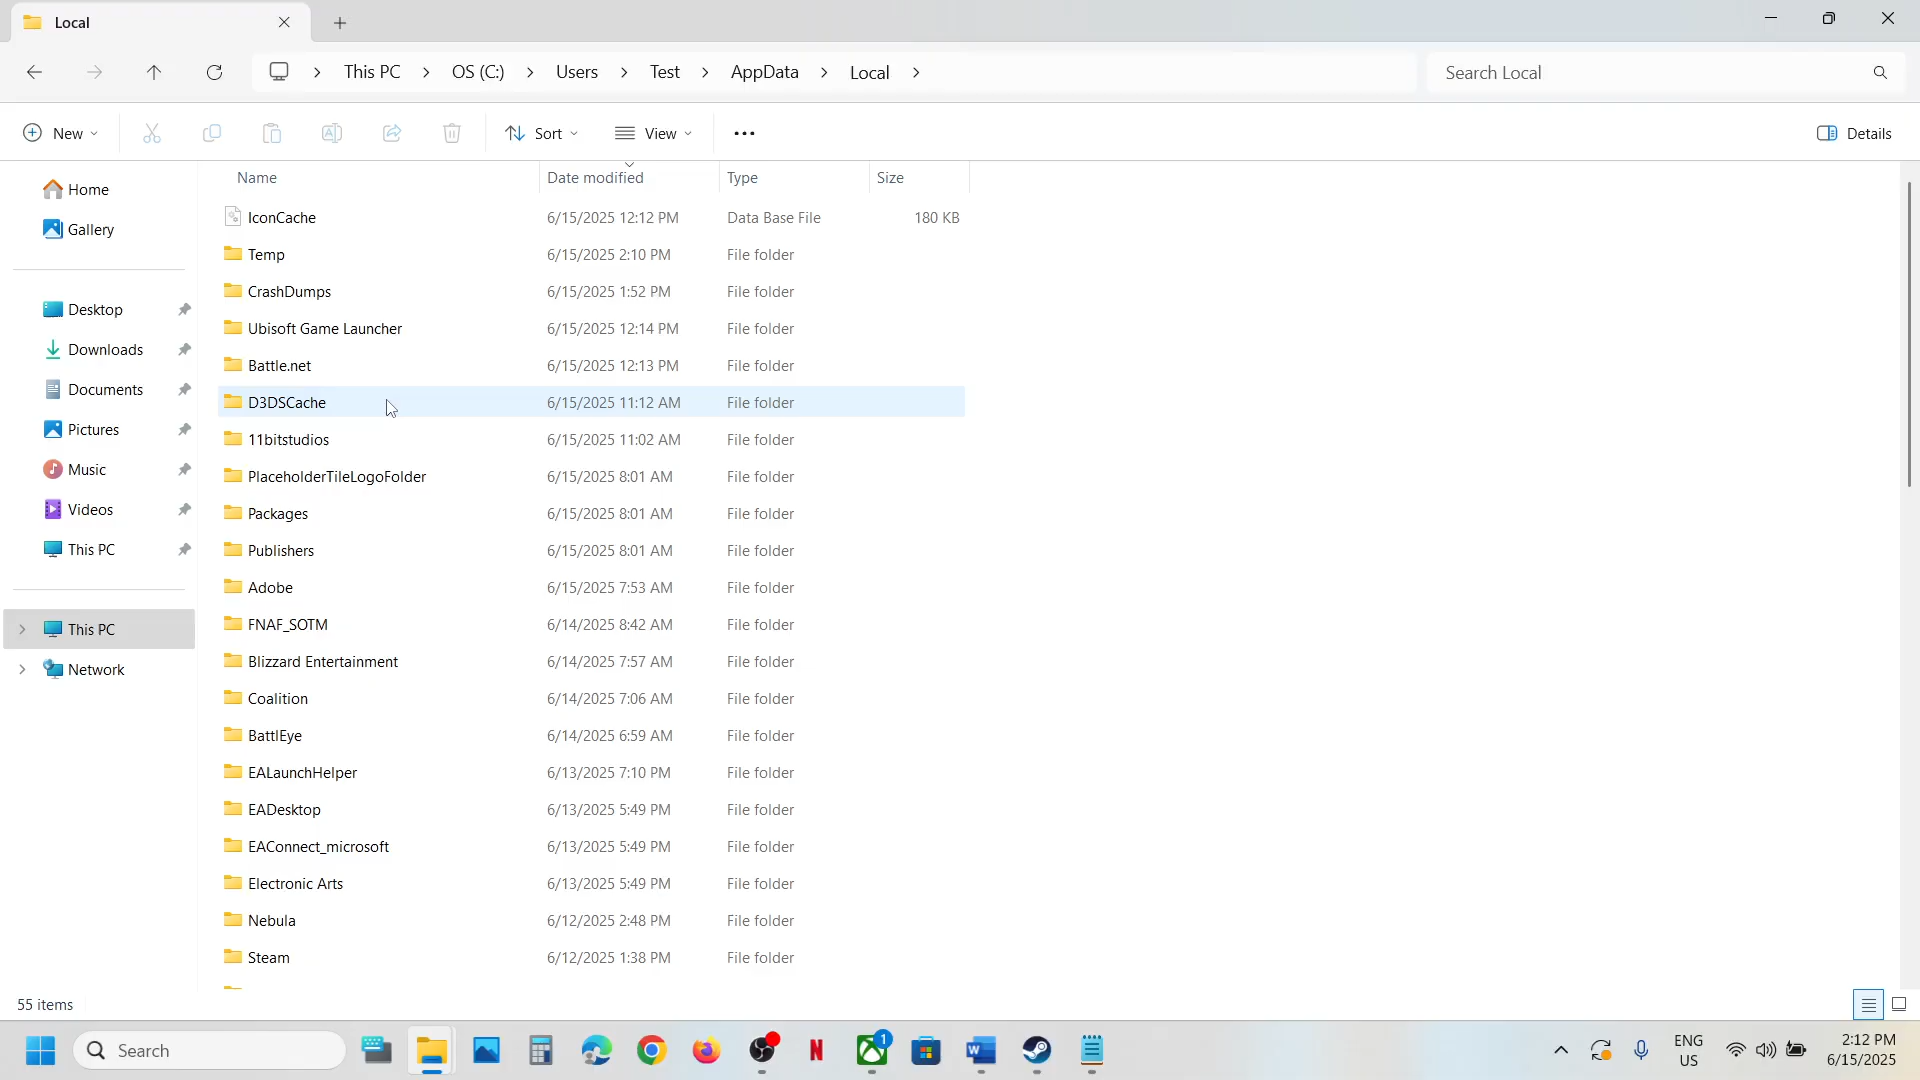 Local
This PC
OS (C:)
Users
Test
AppData
Local
Search Local
New
Sort
View
Details
Home
Gallery
Desktop
Downloads
Documents
Pictures
Music
Videos
This PC
This PC
Network
Name Date modified Type Size
IconCache 6/15/2025 12:12 PM Data Base File 180 KB
Temp 6/15/2025 2:10 PM File folder
CrashDumps 6/15/2025 1:52 PM File folder
Ubisoft Game Launcher 6/15/2025 12:14 PM File folder
Battle.net 6/15/2025 12:13 PM File folder
D3DSCache 6/15/2025 11:12 AM File folder
11bitstudios 6/15/2025 11:02 AM File folder
PlaceholderTileLogoFolder 6/15/2025 8:01 AM File folder
Packages 6/15/2025 8:01 AM File folder
Publishers 6/15/2025 8:01 AM File folder
Adobe 6/15/2025 7:53 AM File folder
FNAF_SOTM 6/14/2025 8:42 AM File folder
Blizzard Entertainment 6/14/2025 7:57 AM File folder
Coalition 6/14/2025 7:06 AM File folder
BattlEye 6/14/2025 6:59 AM File folder
EALaunchHelper 6/13/2025 7:10 PM File folder
EADesktop 6/13/2025 5:49 PM File folder
EAConnect_microsoft 6/13/2025 5:49 PM File folder
Electronic Arts 6/13/2025 5:49 PM File folder
Nebula 6/12/2025 2:48 PM File folder
Steam 6/12/2025 1:38 PM File folder
55 items
Search
N
W
1
ENG
US
2:12 PM
6/15/2025